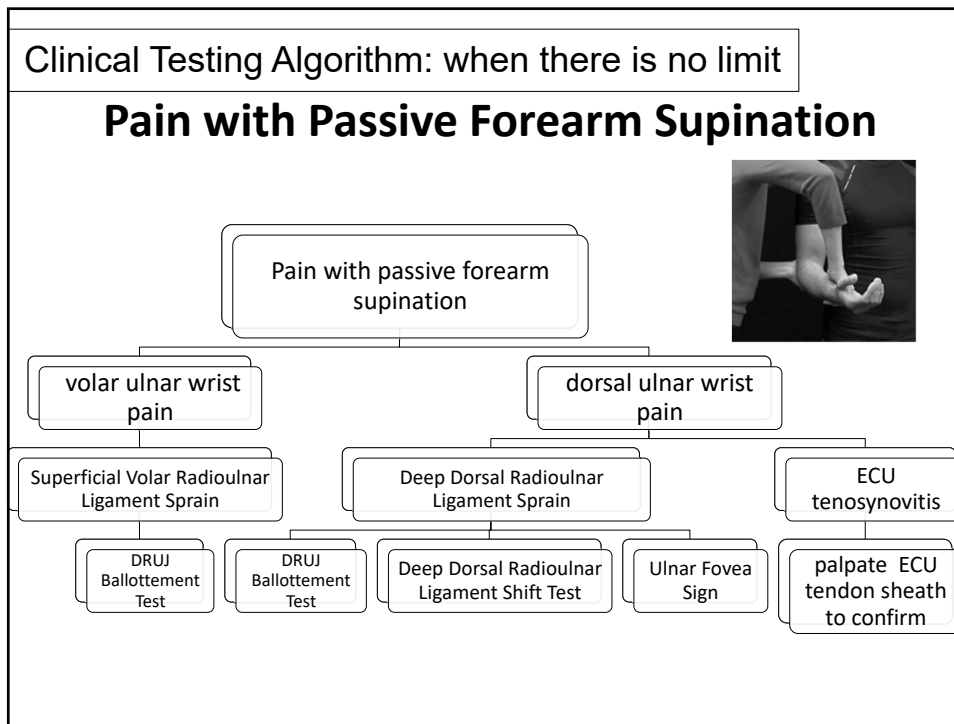 Clinical Testing Algorithm: when there is no limit
Pain with Passive Forearm Supination
Pain with passive forearm
supination
volar ulnar wrist
pain
dorsal ulnar wrist
pain
Superficial Volar Radioulnar
Ligament Sprain
Deep Dorsal Radioulnar
Ligament Sprain
ECU
tenosynovitis
DRUJ
Ballottement
Test
DRUJ
Ballottement
Test
Deep Dorsal Radioulnar
Ligament Shift Test
Ulnar Fovea
Sign
palpate ECU
tendon sheath
to confirm